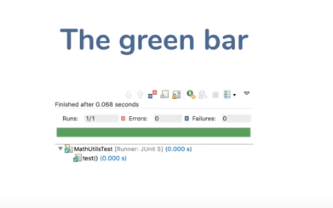 The green bar
Finished after 0.068 seconds
Runs: 1/1 Errors: 0 Failures: 0
MathUtilsTest [Runner: JUnit 5] (0.000 s)
test() (0.000 s)